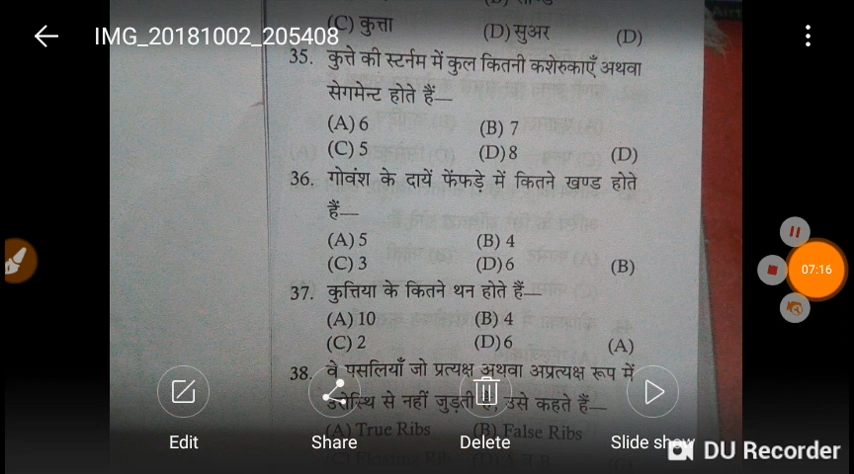 IMG_20181002_205408
(C) कुत्ता (D) सुअर (D)
35. कुत्ते की स्टर्नम में कुल कितनी कशेरुकाएँ अथवा
सेगमेन्ट होते हैं—
(A) 6 (B) 7
(C) 5 (D) 8 (D)
36. गोवंश के दायें फेंफड़े में कितने खण्ड होते
हैं—
(A) 5 (B) 4
(C) 3 (D) 6 (B)
37. कुत्तिया के कितने थन होते हैं—
(A) 10 (B) 4
(C) 2 (D) 6 (A)
38. वे पसलियाँ जो प्रत्यक्ष अथवा अप्रत्यक्ष रूप में
उरोस्थि से नहीं जुड़ती हैं, उसे कहते हैं—
(A) True Ribs (B) False Ribs
07:16
Edit Share Delete Slide show
DU Recorder